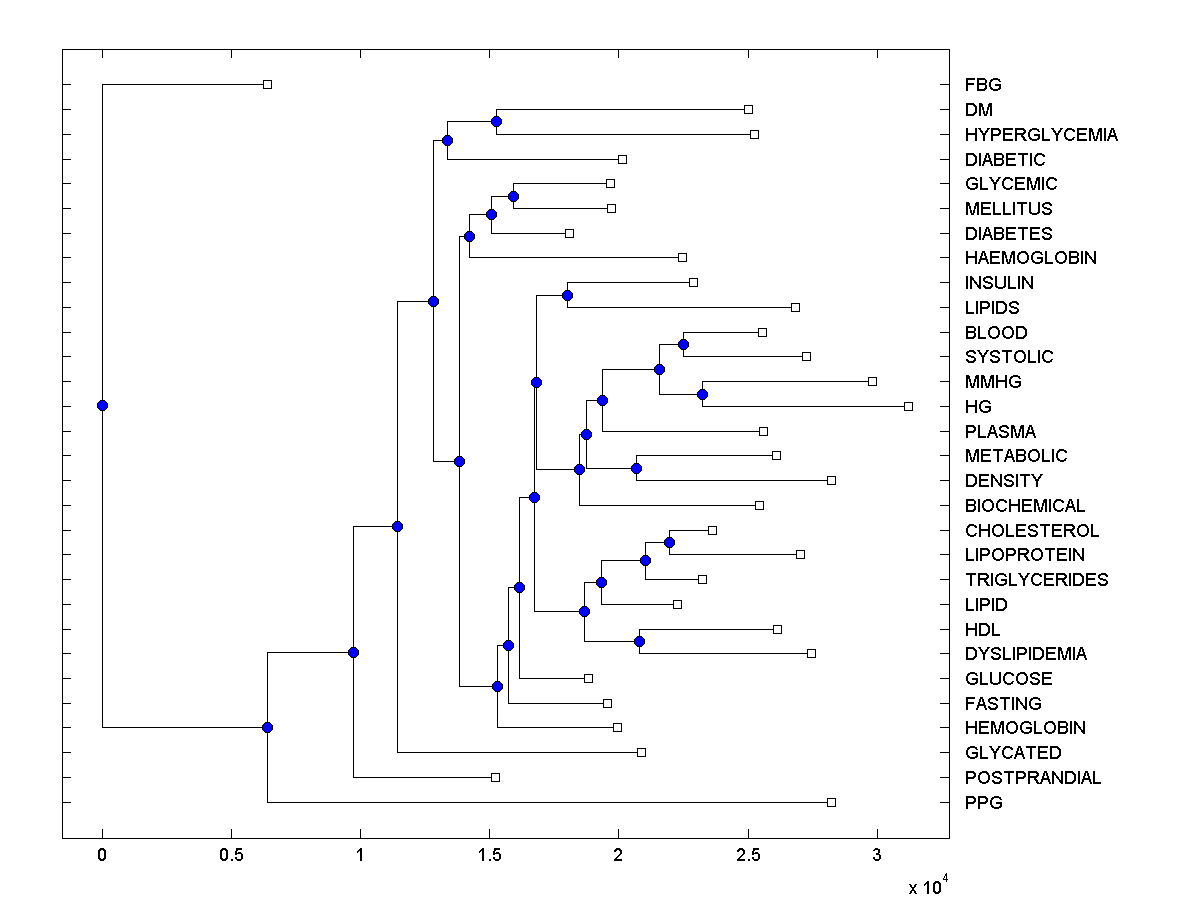 FBG
DM
HYPERGLYCEMIA
DIABETIC
GLYCEMIC
MELLITUS
DIABETES
HAEMOGLOBIN
INSULIN
LIPIDS
BLOOD
SYSTOLIC
MMHG
HG
PLASMA
METABOLIC
DENSITY
BIOCHEMICAL
CHOLESTEROL
LIPOPROTEIN
TRIGLYCERIDES
LIPID
HDL
DYSLIPIDEMIA
GLUCOSE
FASTING
HEMOGLOBIN
GLYCATED
POSTPRANDIAL
PPG
0 0.5 1 1.5 2 2.5 3
x 10^4